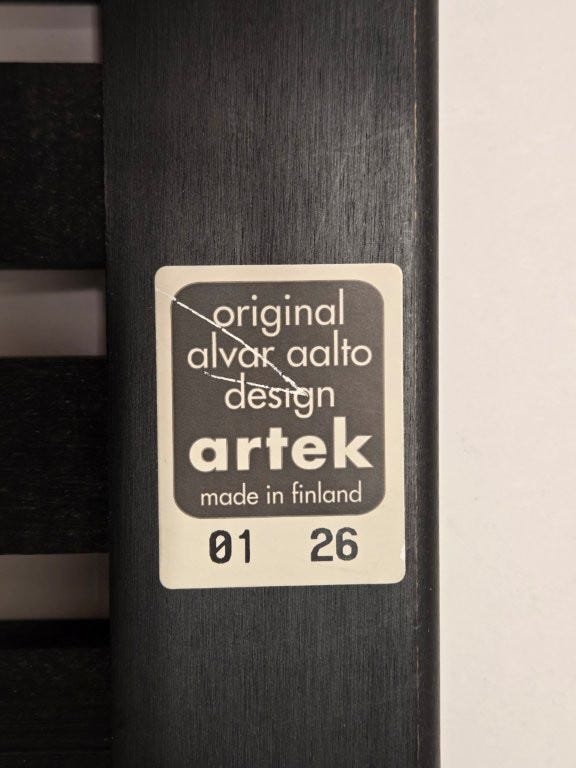 original
alvar aalto
design
artek
made in finland
01 26